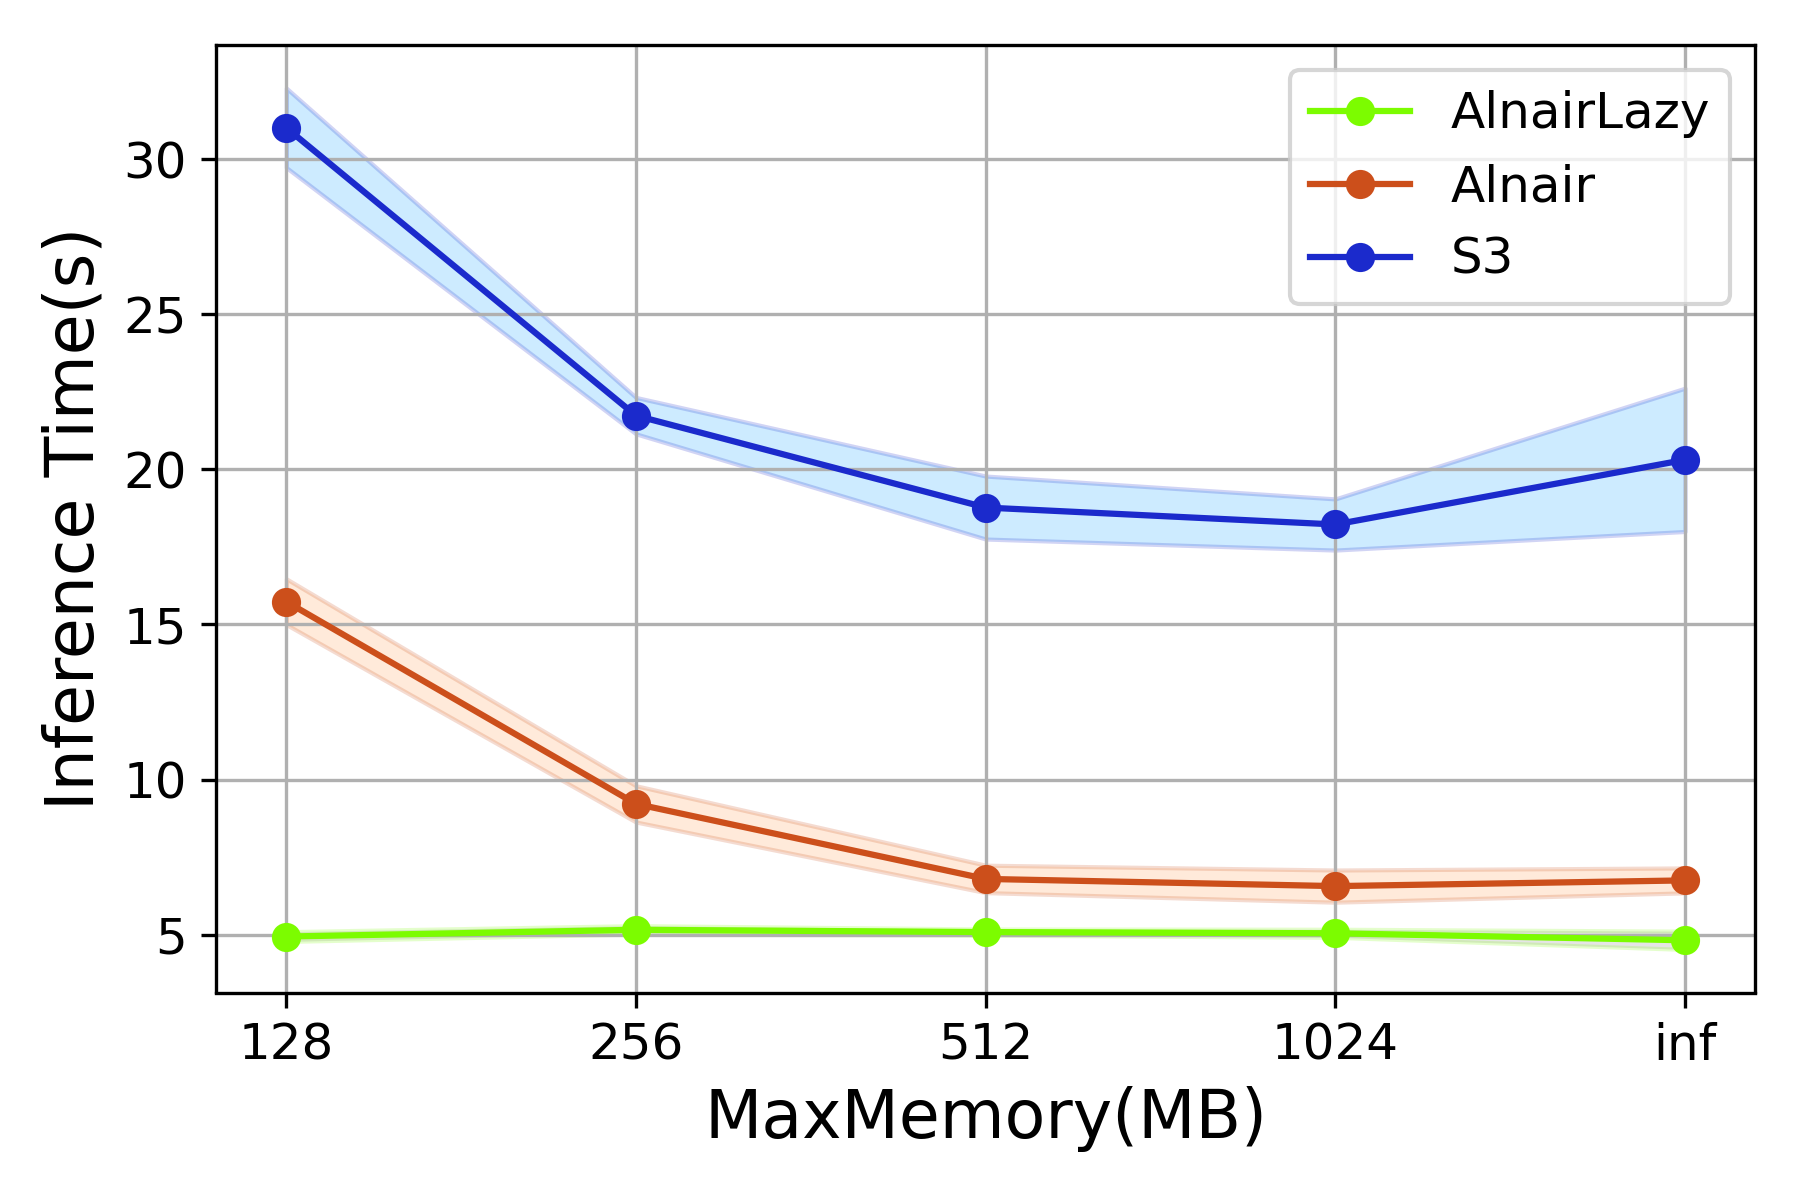 AlnairLazy
Alnair
S3
30
25
20
15
10
5
Inference Time(s)
128 256 512 1024 inf
MaxMemory(MB)